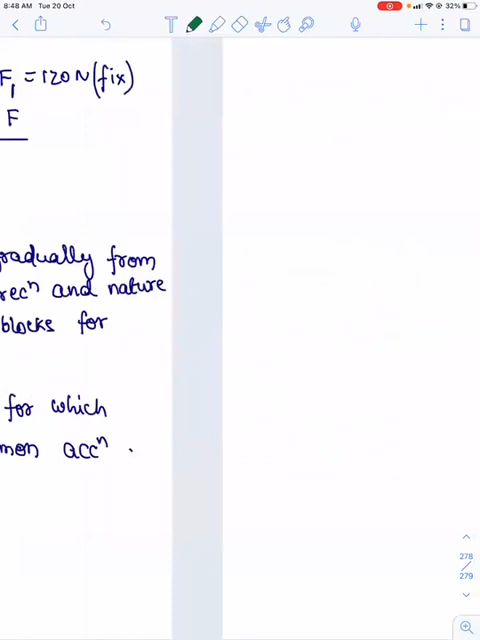 8:48 AM Tue 20 Oct
32%
F₁ = 120 N (fix)
F
radually from
recⁿ and nature
blocks for
for which
mon accⁿ .
278
279